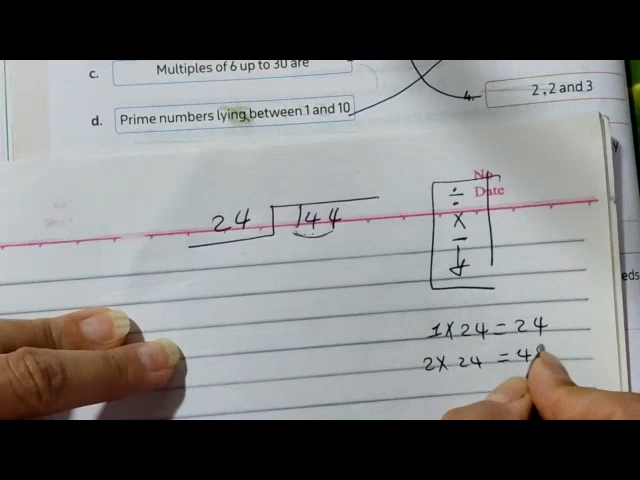 c. Multiples of 6 up to 30 are
4. 2, 2 and 3
d. Prime numbers lying between 1 and 10
No
Date
24 144
÷
×
−
↓
1 × 24 = 24
2 × 24 = 4